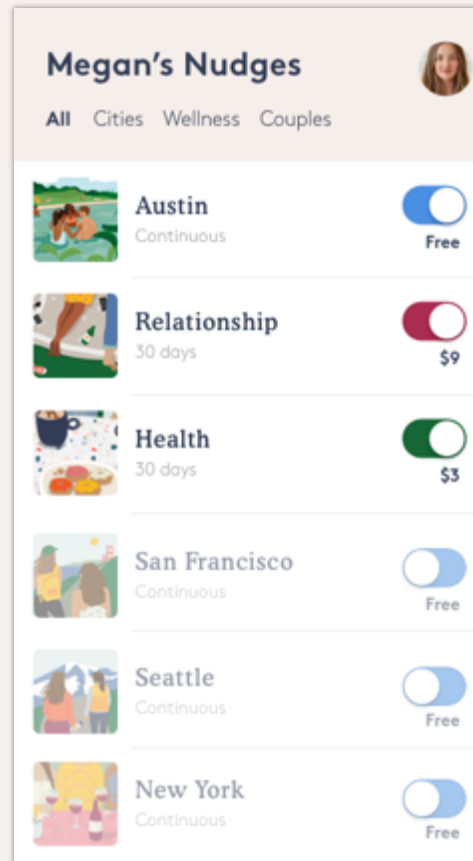 Megan’s Nudges
All Cities Wellness Couples
Austin
Continuous
Free
Relationship
30 days
$9
Health
30 days
$3
San Francisco
Continuous
Free
Seattle
Continuous
Free
New York
Continuous
Free